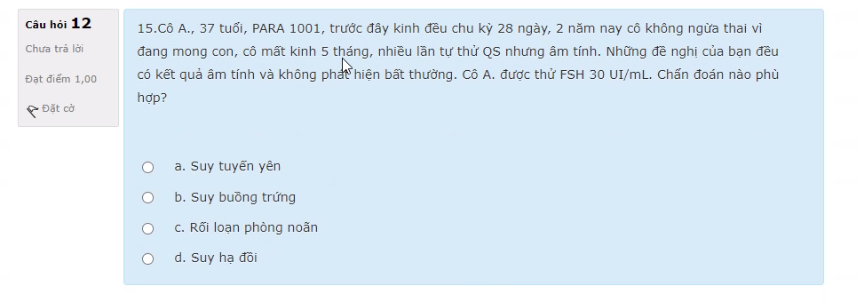 Câu hỏi 12
Chưa trả lời
Đạt điểm 1,00
Đặt cờ
15.Cô A., 37 tuổi, PARA 1001, trước đây kinh đều chu kỳ 28 ngày, 2 năm nay cô không ngừa thai vì
đang mong con, cô mất kinh 5 tháng, nhiều lần tự thử QS nhưng âm tính. Những đề nghị của bạn đều
có kết quả âm tính và không phát hiện bất thường. Cô A. được thử FSH 30 UI/mL. Chẩn đoán nào phù
hợp?
a. Suy tuyến yên
b. Suy buồng trứng
c. Rối loạn phòng noãn
d. Suy hạ đồi